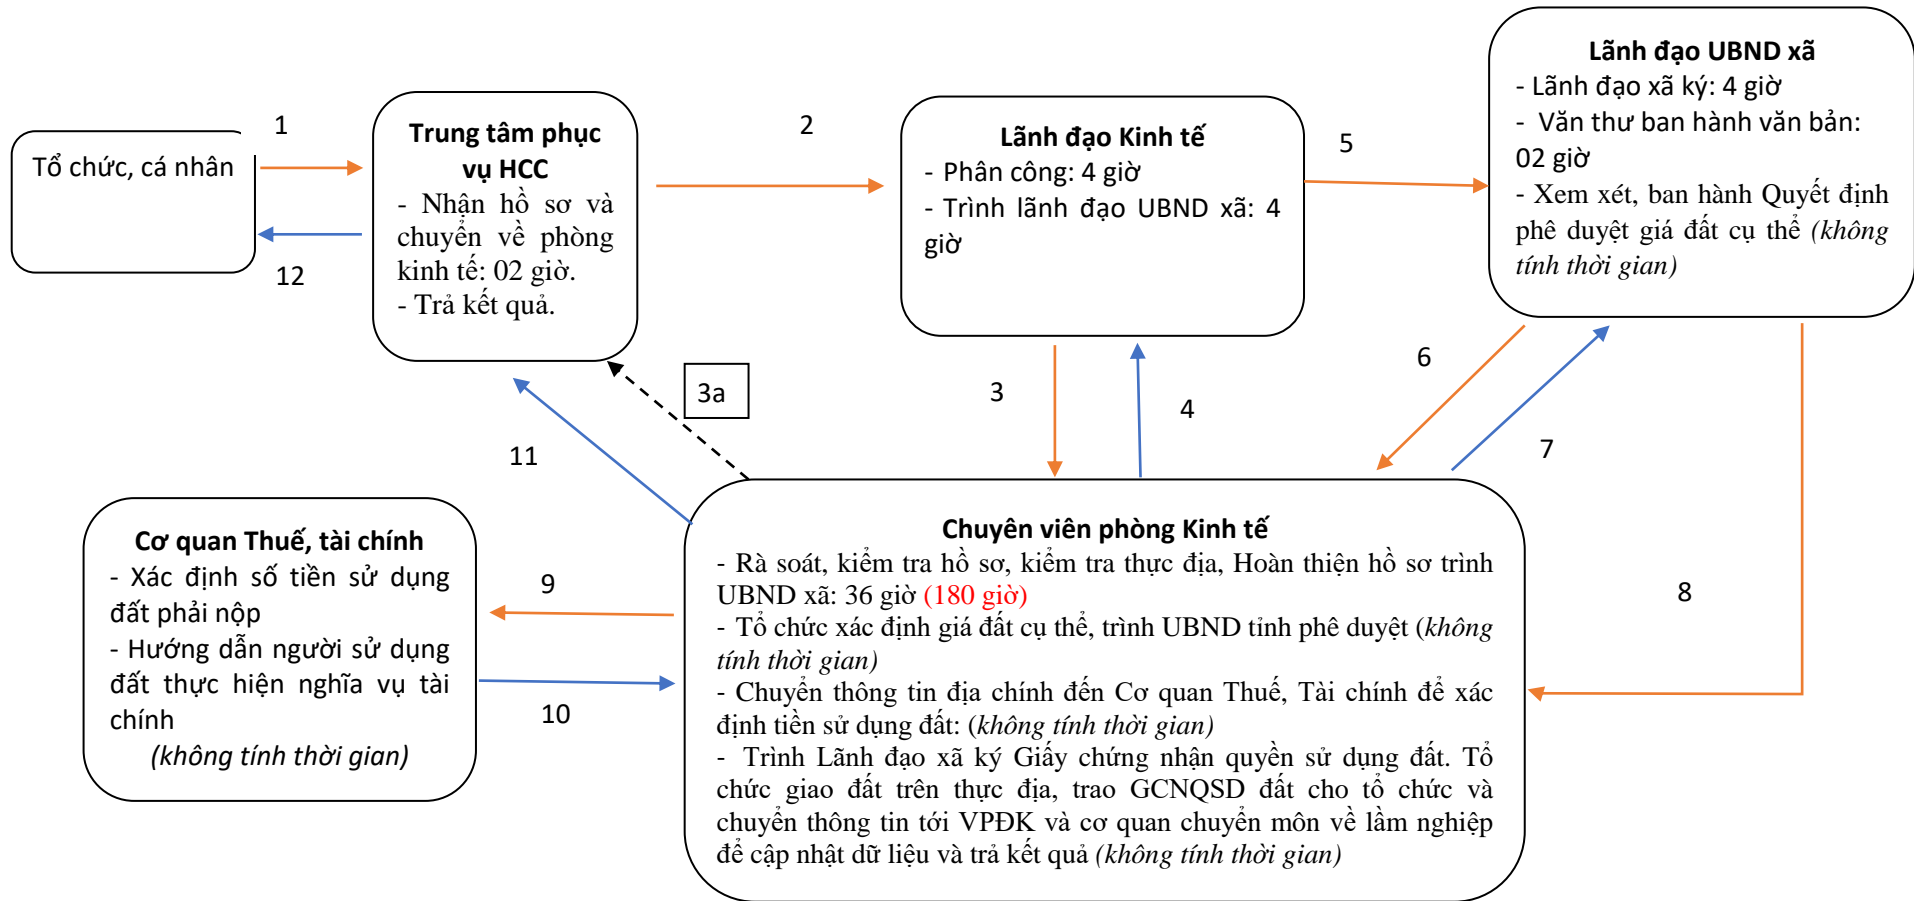 Tổ chức, cá nhân
1
12
Trung tâm phục
vụ HCC
- Nhận hồ sơ và
chuyển về phòng
kinh tế: 02 giờ.
- Trả kết quả.
2
Lãnh đạo Kinh tế
- Phân công: 4 giờ
- Trình lãnh đạo UBND xã: 4
giờ
5
Lãnh đạo UBND xã
- Lãnh đạo xã ký: 4 giờ
- Văn thư ban hành văn bản:
02 giờ
- Xem xét, ban hành Quyết định
phê duyệt giá đất cụ thể (không
tính thời gian)
3a
3
4
6
7
8
11
Cơ quan Thuế, tài chính
- Xác định số tiền sử dụng
đất phải nộp
- Hướng dẫn người sử dụng
đất thực hiện nghĩa vụ tài
chính
(không tính thời gian)
9
10
Chuyên viên phòng Kinh tế
- Rà soát, kiểm tra hồ sơ, kiểm tra thực địa, Hoàn thiện hồ sơ trình
UBND xã: 36 giờ (180 giờ)
- Tổ chức xác định giá đất cụ thể, trình UBND tỉnh phê duyệt (không
tính thời gian)
- Chuyển thông tin địa chính đến Cơ quan Thuế, Tài chính để xác
định tiền sử dụng đất: (không tính thời gian)
- Trình Lãnh đạo xã ký Giấy chứng nhận quyền sử dụng đất. Tổ
chức giao đất trên thực địa, trao GCNQSD đất cho tổ chức và
chuyển thông tin tới VPĐK và cơ quan chuyển môn về lầm nghiệp
để cập nhật dữ liệu và trả kết quả (không tính thời gian)